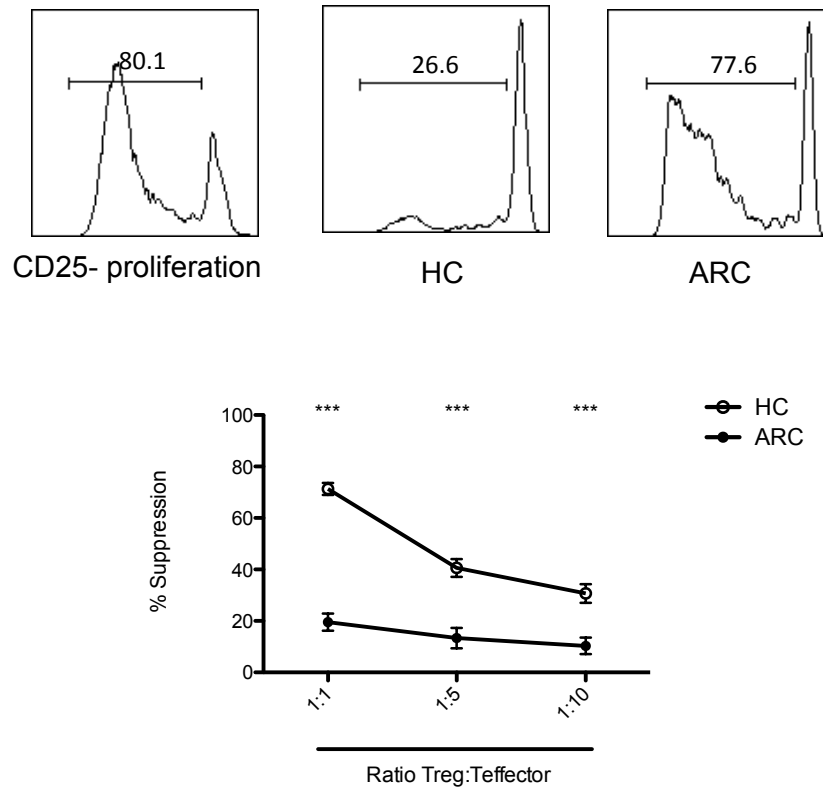 80.1
26.6
77.6
CD25- proliferation
HC
ARC
HC
ARC
*** *** ***
100
80
60
40
20
0
% Suppression
1:1
1:5
1:10
Ratio Treg:Teffector